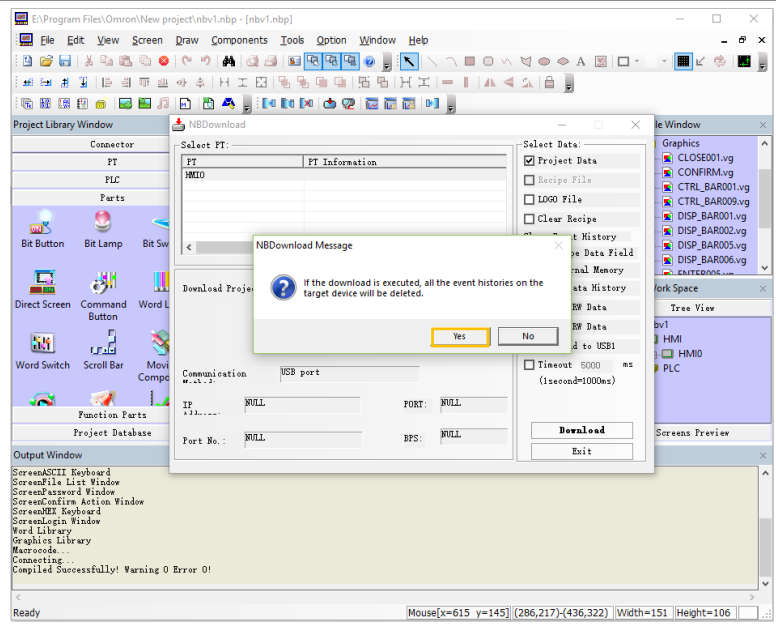 E:\Program Files\Omron\New project\nbv1.nbp - [nbv1.nbp]
File Edit View Screen Draw Components Tools Option Window Help
Project Library Window
Connector
PT
PLC
Parts
Bit Button Bit Lamp Bit Sw
Direct Screen Command Button Word L
Word Switch Scroll Bar Movi Compo
Function Parts
Project Database
NBDownload
Select PT:
PT PT Information
HMI0
Download Proje
Communication
USB port
IP
NULL
PORT: NULL
Port No.: NULL
BPS: NULL
Select Data:
Project Data
Recipe File
LOGO File
Clear Recipe
t History
pe Data Field
nal Memory
ata History
RW Data
RW Data
d to USB1
Timeout 5000 ms
(1second=1000ms)
Download
Exit
NBDownload Message
If the download is executed, all the event histories on the
target device will be deleted.
Yes No
le Window
Graphics
CLOSE001.vg
CONFIRM.vg
CTRL_BAR001.vg
CTRL_BAR009.vg
DISP_BAR001.vg
DISP_BAR002.vg
DISP_BAR005.vg
DISP_BAR006.vg
ENTER005.vg
Work Space
Tree View
bv1
HMI
HMI0
PLC
Screens Preview
Output Window
ScreenASCII Keyboard
ScreenFile List Window
ScreenPassword Window
ScreenConfirm Action Window
ScreenHEX Keyboard
ScreenLogin Window
Word Library
Graphics Library
Macrocode...
Connecting...
Compiled Successfully! Warning 0 Error 0!
Ready
Mouse[x=615 y=145] (286,217)-(436,322) Width=151 Height=106